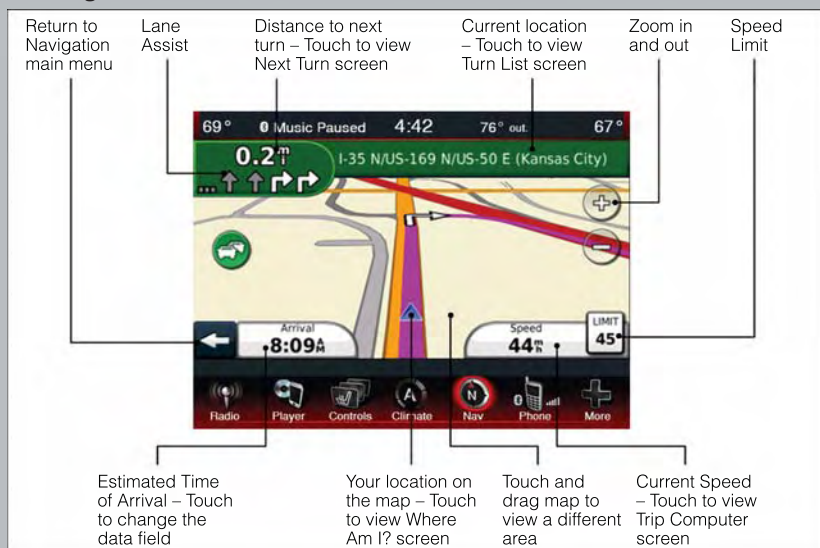 Return to
Navigation
main menu
Lane
Assist
Distance to next
turn – Touch to view
Next Turn screen
Current location
– Touch to view
Turn List screen
Zoom in
and out
Speed
Limit
69° Music Paused 4:42 76° out. 67°
0.2 m i
I-35 N/US-169 N/US-50 E (Kansas City)
...
Arrival
8:09 A M
Speed
44 m h
LIMIT
45
Radio Player Controls Climate Nav Phone More
A
N
Estimated Time
of Arrival – Touch
to change the
data field
Your location on
the map – Touch
to view Where
Am I? screen
Touch and
drag map to
view a different
area
Current Speed
– Touch to view
Trip Computer
screen